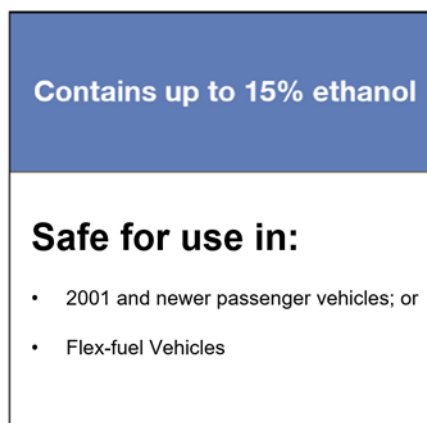 Contains up to 15% ethanol
Safe for use in:
• 2001 and newer passenger vehicles; or
• Flex-fuel Vehicles